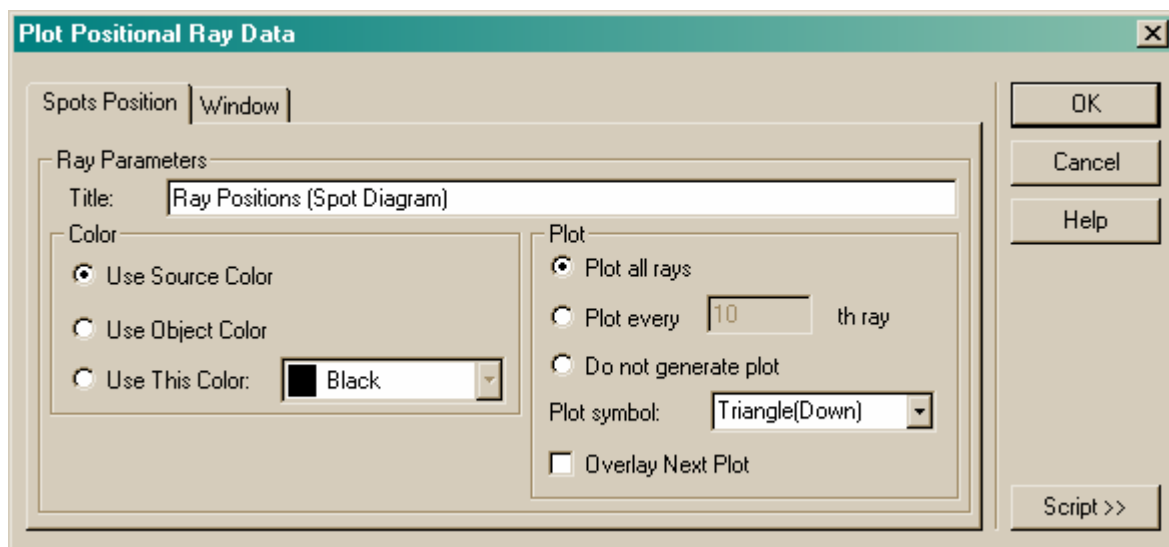 Plot Positional Ray Data
Spots Position
Window
Ray Parameters
Title: Ray Positions (Spot Diagram)
Color
Use Source Color
Use Object Color
Use This Color: Black
Plot
Plot all rays
Plot every 10 th ray
Do not generate plot
Plot symbol: Triangle(Down)
Overlay Next Plot
OK
Cancel
Help
Script >>